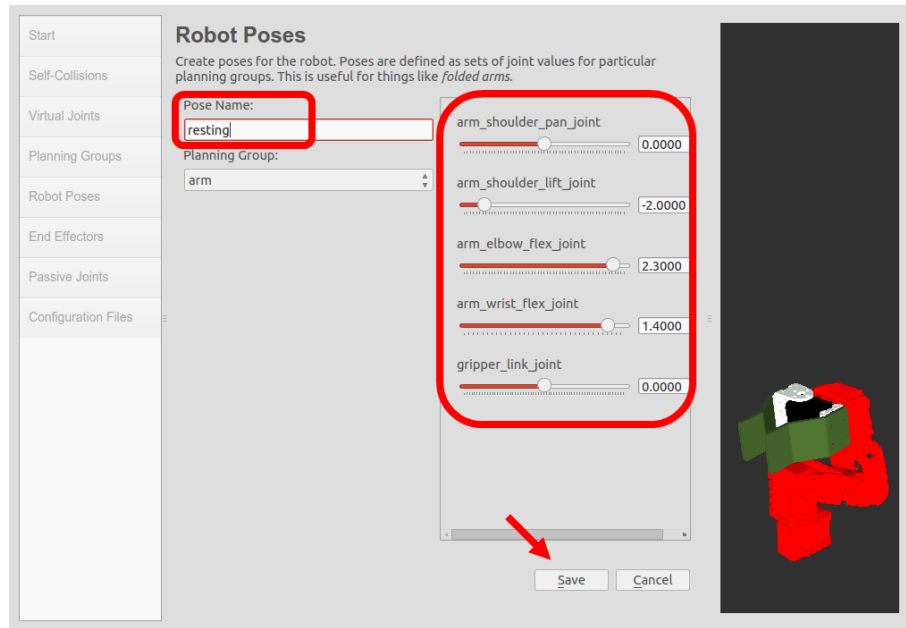 Start
Self-Collisions
Virtual Joints
Planning Groups
Robot Poses
End Effectors
Passive Joints
Configuration Files
Robot Poses
Create poses for the robot. Poses are defined as sets of joint values for particular
planning groups. This is useful for things like folded arms.
Pose Name:
resting
Planning Group:
arm
arm_shoulder_pan_joint
0.0000
arm_shoulder_lift_joint
-2.0000
arm_elbow_flex_joint
2.3000
arm_wrist_flex_joint
1.4000
gripper_link_joint
0.0000
Save
Cancel